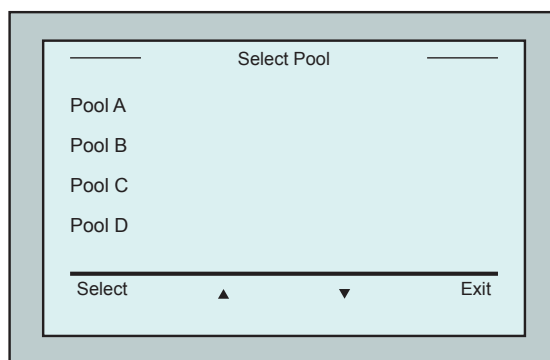 Select Pool
Pool A
Pool B
Pool C
Pool D
Select ▲ ▼ Exit